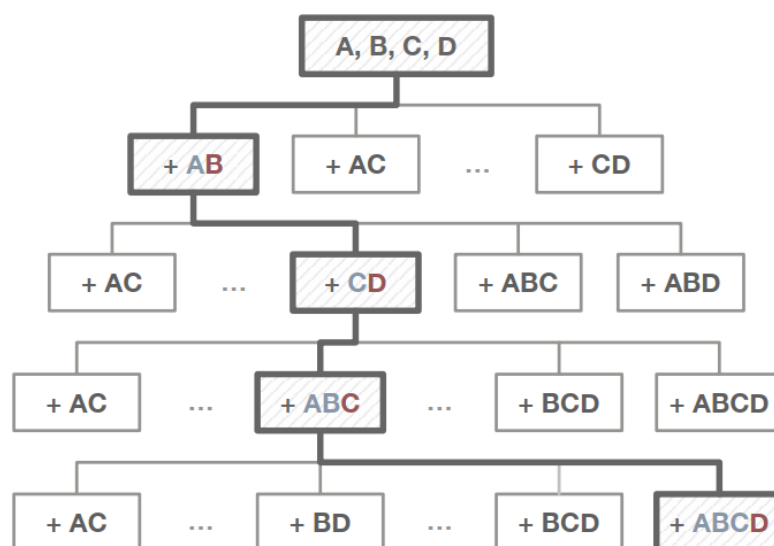 A, B, C, D
+ AB + AC ... + CD
+ AC ... + CD + ABC + ABD
+ AC ... + ABC ... + BCD + ABCD
+ AC ... + BD ... + BCD + ABCD